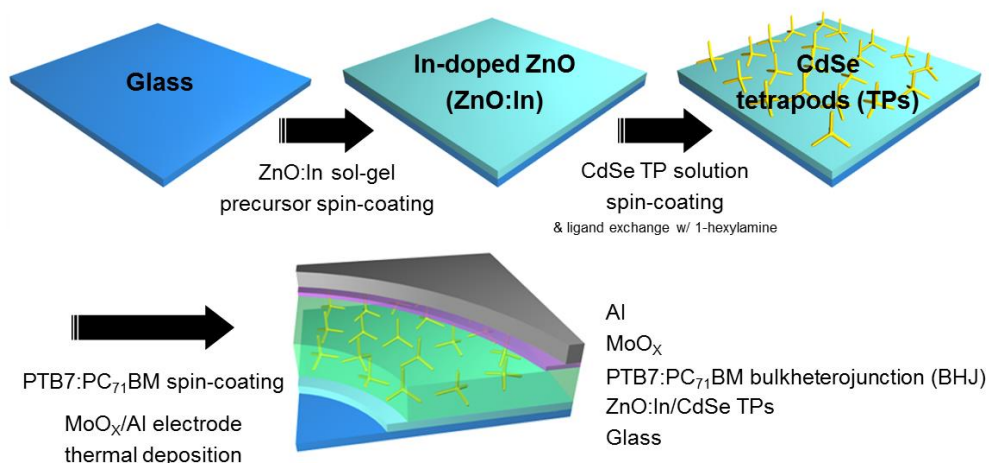 Glass
In-doped ZnO
(ZnO:In)
CdSe
tetrapods (TPs)
ZnO:In sol-gel
precursor spin-coating
CdSe TP solution
spin-coating
& ligand exchange w/ 1-hexylamine
PTB7:PC₇₁BM spin-coating
MoOₓ/Al electrode
thermal deposition
Al
MoOₓ
PTB7:PC₇₁BM bulkheterojunction (BHJ)
ZnO:In/CdSe TPs
Glass